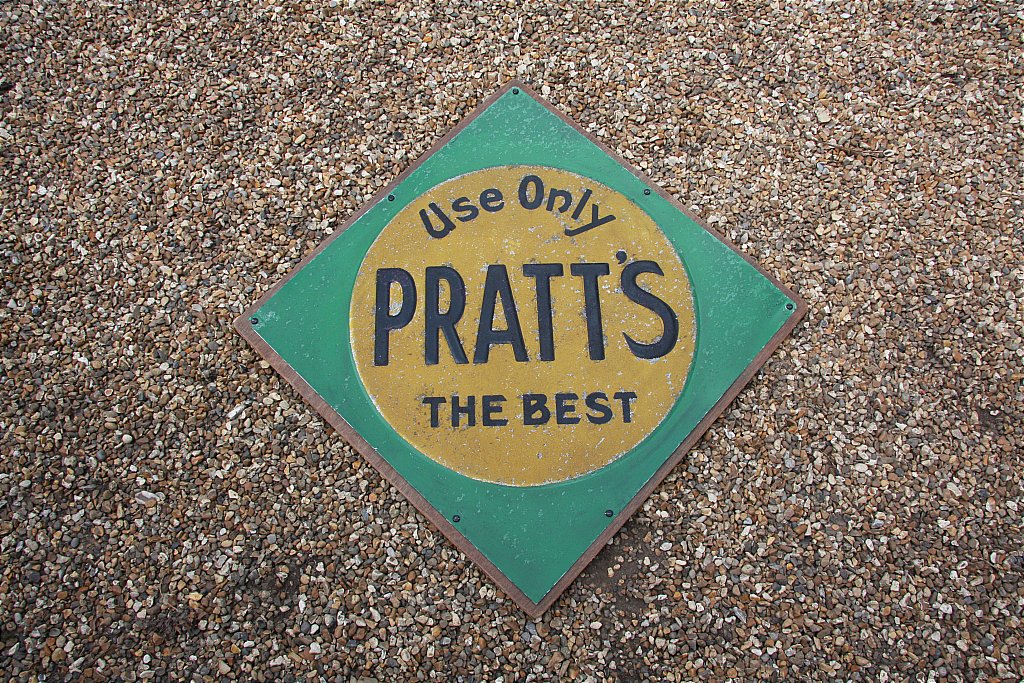 Use Only
PRATT'S
THE BEST